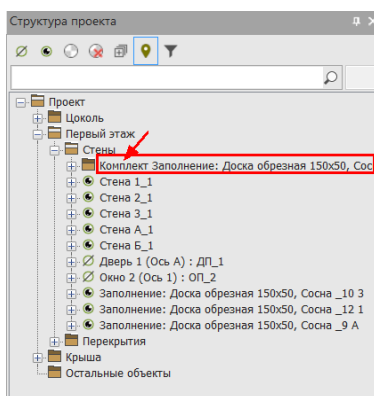 Структура проекта
Проект
Цоколь
Первый этаж
Стены
Комплект Заполнение: Доска обрезная 150x50, Сос
Стена 1_1
Стена 2_1
Стена 3_1
Стена А_1
Стена Б_1
Дверь 1 (Ось А) : ДП_1
Окно 2 (Ось 1) : ОП_2
Заполнение: Доска обрезная 150x50, Сосна _10 3
Заполнение: Доска обрезная 150x50, Сосна _12 1
Заполнение: Доска обрезная 150x50, Сосна _9 А
Перекрытия
Крыша
Остальные объекты